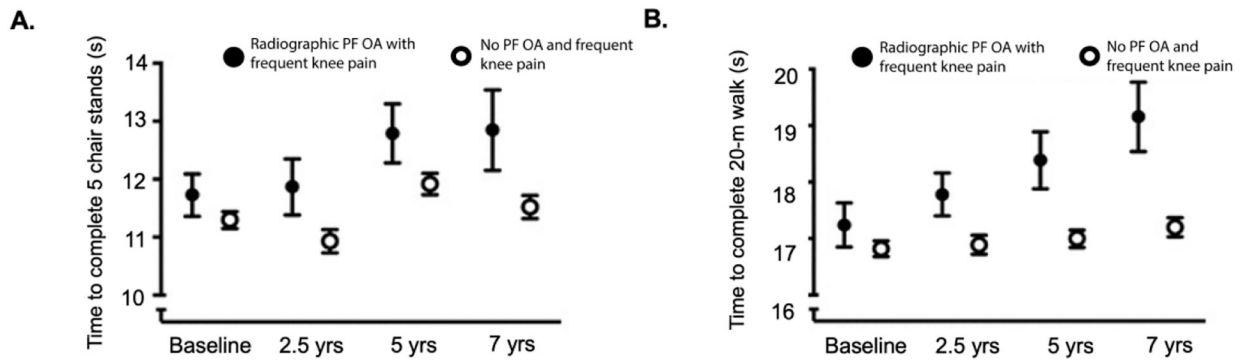 A.
Time to complete 5 chair stands (s)
Radiographic PF OA with
frequent knee pain
No PF OA and frequent
knee pain
14
13
12
11
10
Baseline
2.5 yrs
5 yrs
7 yrs
B.
Time to complete 20-m walk (s)
Radiographic PF OA with
frequent knee pain
No PF OA and
frequent knee pain
20
19
18
17
16
Baseline
2.5 yrs
5 yrs
7 yrs